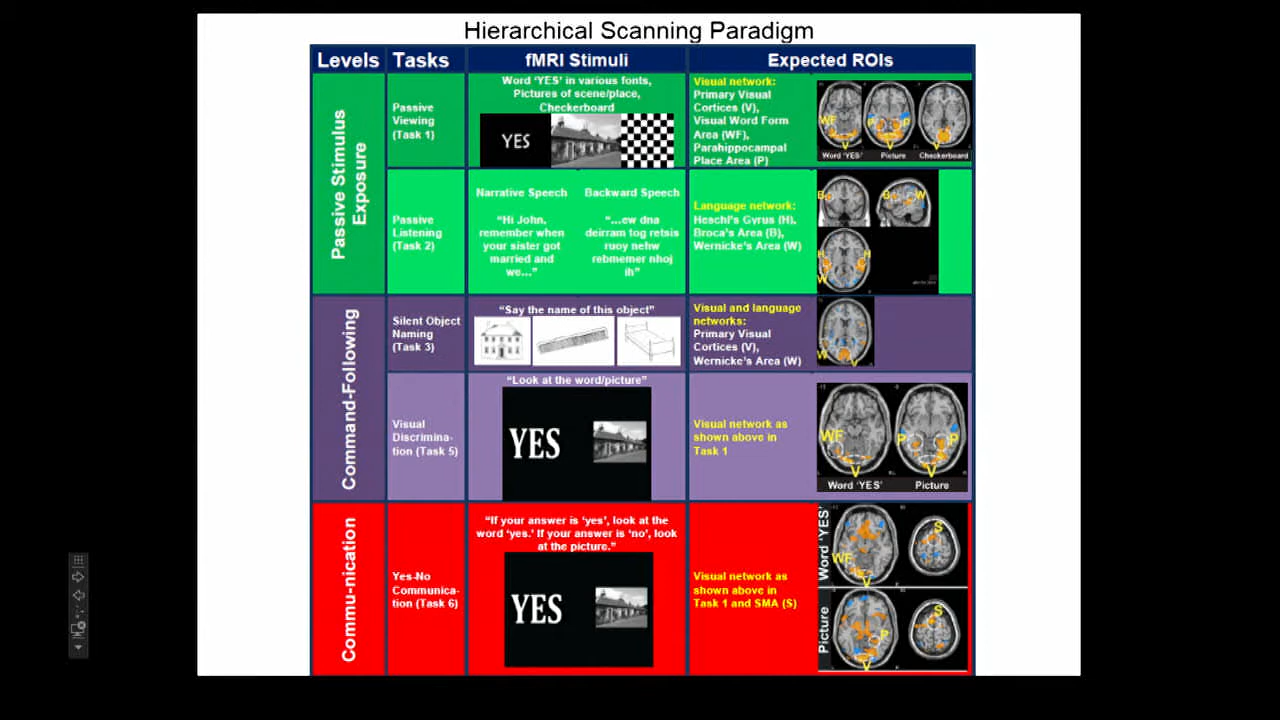 Hierarchical Scanning Paradigm
Levels
Tasks
fMRI Stimuli
Expected ROIs
Passive Stimulus
Exposure
Passive
Viewing
(Task 1)
Word ‘YES’ in various fonts,
Pictures of scene/place,
Checkerboard
YES
Visual network:
Primary Visual
Cortices (V),
Visual Word Form
Area (WF),
Parahippocampal
Place Area (P)
WF
V
Word ‘YES’
P
P
V
Picture
V
Checkerboard
Passive
Listening
(Task 2)
Narrative Speech
“Hi John,
remember when
your sister got
married and
we...”
Backward Speech
“...ew dna
deirram tog retsis
ruoy nehw
rebmemer nhoj
ih”
Language network:
Heschl’s Gyrus (H),
Broca’s Area (B),
Wernicke’s Area (W)
B
B
W
H
H
W
Command-Following
Silent Object
Naming
(Task 3)
“Say the name of this object”
Visual and language
networks:
Primary Visual
Cortices (V),
Wernicke’s Area (W)
W
V
Visual
Discrimina-
tion (Task 5)
“Look at the word/picture”
YES
Visual network as
shown above in
Task 1
WF
V
Word ‘YES’
P
P
V
Picture
Commu-nication
Yes-No
Communica-
tion (Task 6)
“If your answer is ‘yes’, look at the
word ‘yes.’ If your answer is ‘no’, look
at the picture.”
YES
Visual network as
shown above in
Task 1 and SMA (S)
Word ‘YES’
WF
V
S
Picture
P
V
S